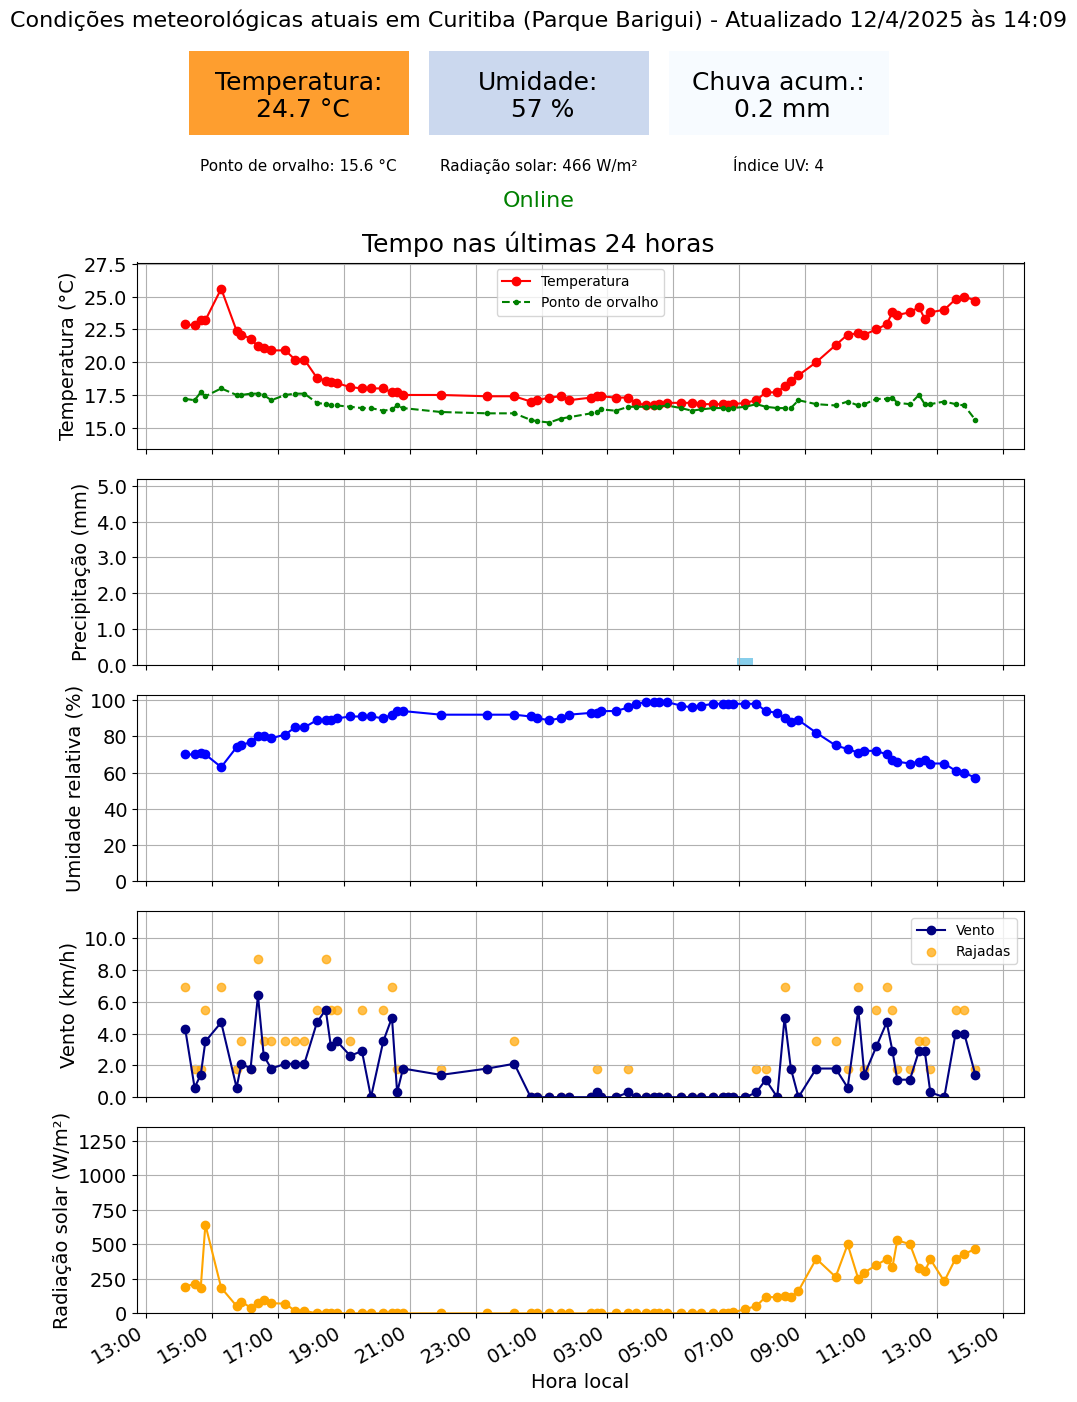 Condições meteorológicas atuais em Curitiba (Parque Barigui) - Atualizado 12/4/2025 às 14:09
Temperatura:
24.7 °C
Umidade:
57 %
Chuva acum.:
0.2 mm
Ponto de orvalho: 15.6 °C
Radiação solar: 466 W/m²
Índice UV: 4
Online
Tempo nas últimas 24 horas
Temperatura (°C)
27.5
25.0
22.5
20.0
17.5
15.0
Temperatura
Ponto de orvalho
Precipitação (mm)
5.0
4.0
3.0
2.0
1.0
0.0
Umidade relativa (%)
100
80
60
40
20
0
Vento (km/h)
10.0
8.0
6.0
4.0
2.0
0.0
Vento
Rajadas
Radiação solar (W/m²)
1250
1000
750
500
250
0
13:00
15:00
17:00
19:00
21:00
23:00
01:00
03:00
05:00
07:00
09:00
11:00
13:00
15:00
Hora local